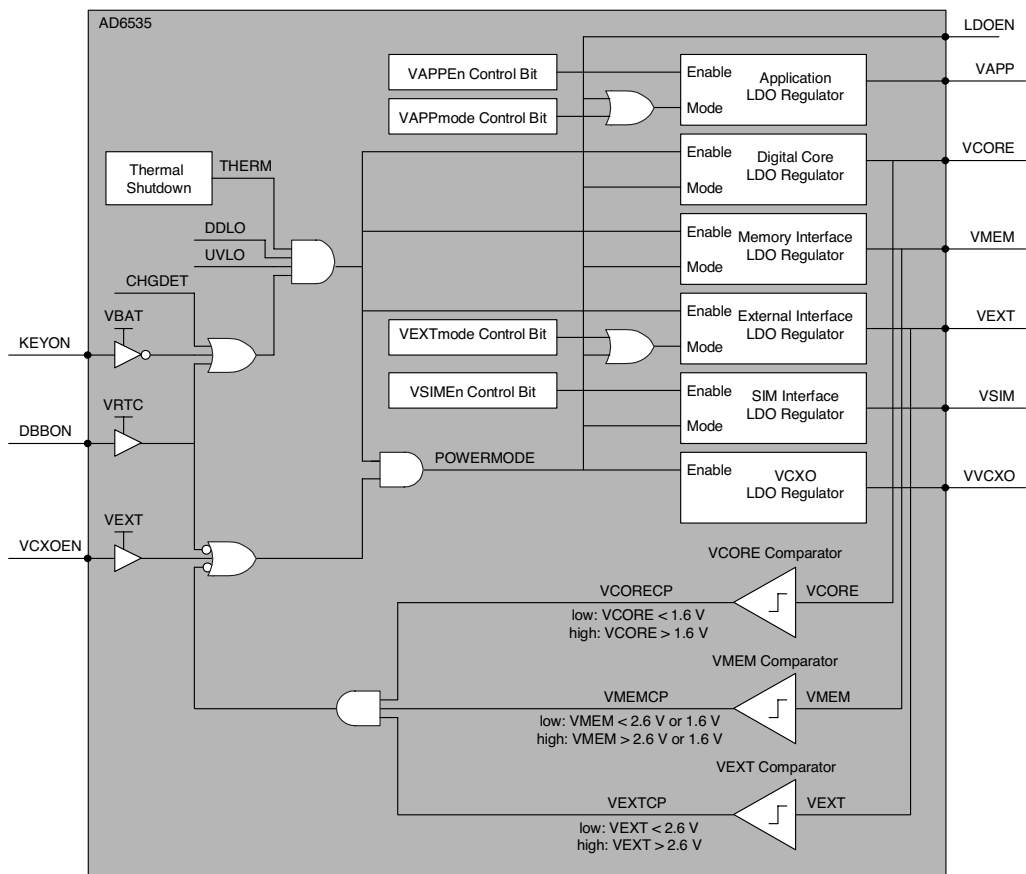 AD6535
LDOEN
VAPPEn Control Bit
Enable
Application
LDO Regulator
Mode
VAPP
VAPPmode Control Bit
Thermal
Shutdown
THERM
Enable
Digital Core
LDO Regulator
Mode
VCORE
DDLO
UVLO
Enable
Memory Interface
LDO Regulator
Mode
VMEM
CHGDET
VBAT
KEYON
VEXTmode Control Bit
Enable
External Interface
LDO Regulator
Mode
VEXT
VSIMEn Control Bit
Enable
SIM Interface
LDO Regulator
Mode
VSIM
VRTC
DBBON
POWERMODE
Enable
VCXO
LDO Regulator
VVCXO
VEXT
VCXOEN
VCORE Comparator
VCORECP
VCORE
low: VCORE < 1.6 V
high: VCORE > 1.6 V
VMEM Comparator
VMEMCP
VMEM
low: VMEM < 2.6 V or 1.6 V
high: VMEM > 2.6 V or 1.6 V
VEXT Comparator
VEXTCP
VEXT
low: VEXT < 2.6 V
high: VEXT > 2.6 V